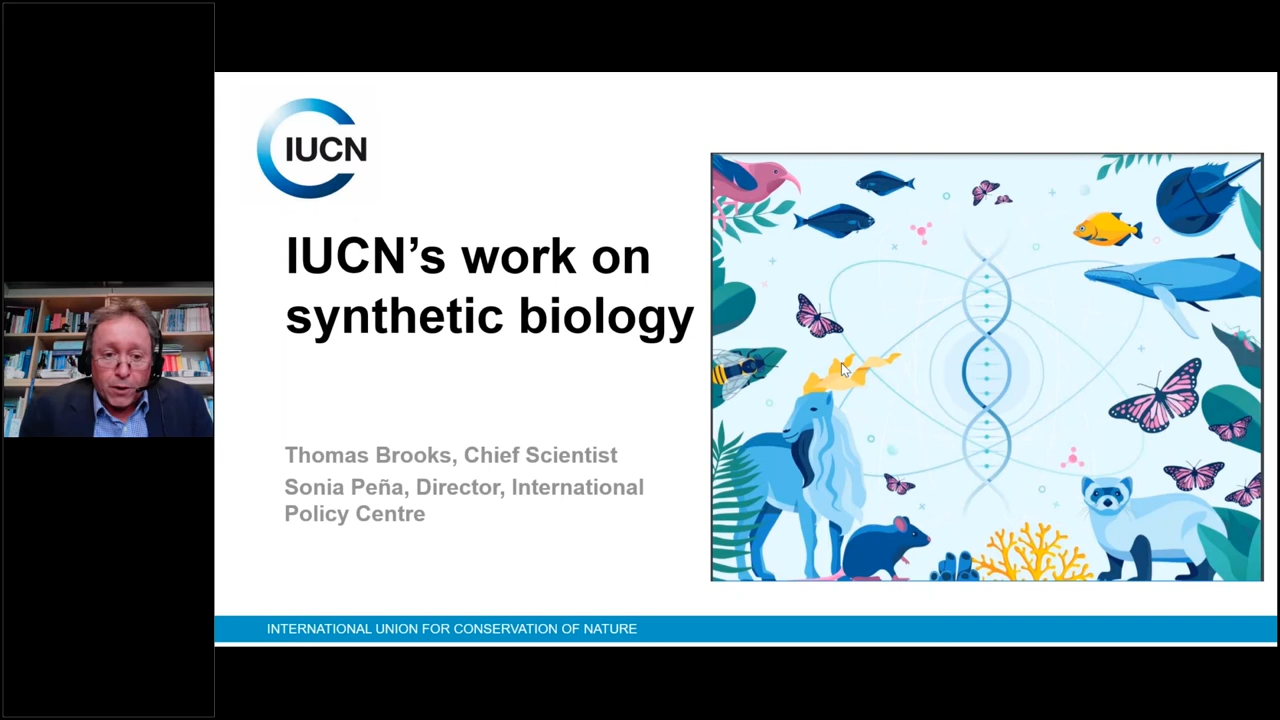 IUCN
IUCN’s work on
synthetic biology
Thomas Brooks, Chief Scientist
Sonia Peña, Director, International
Policy Centre
INTERNATIONAL UNION FOR CONSERVATION OF NATURE